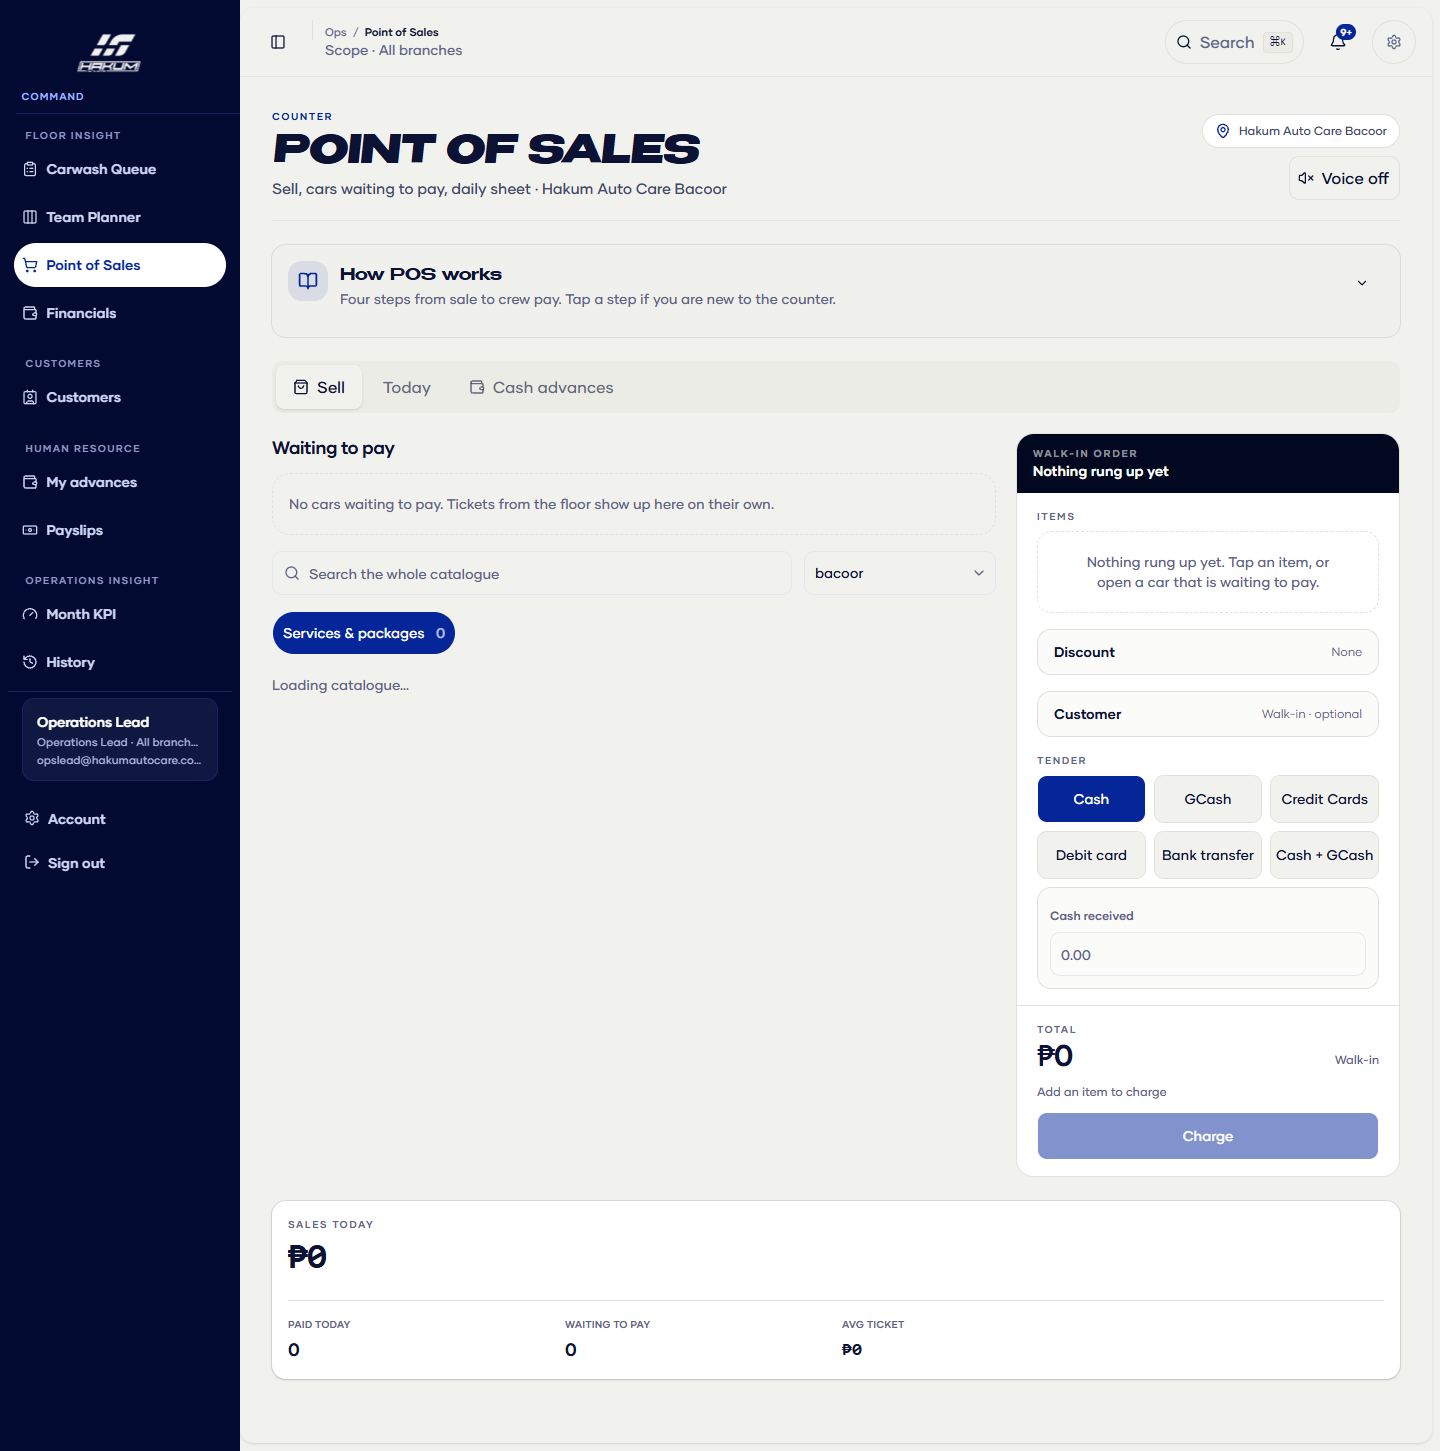 HAKUM
COMMAND
FLOOR INSIGHT
Carwash Queue
Team Planner
Point of Sales
Financials
CUSTOMERS
Customers
HUMAN RESOURCE
My advances
Payslips
OPERATIONS INSIGHT
Month KPI
History
Operations Lead
Operations Lead · All branch...
opslead@hakumautocare.co...
Account
Sign out
Ops / Point of Sales
Scope · All branches
Search ⌘K
9+
COUNTER
POINT OF SALES
Sell, cars waiting to pay, daily sheet · Hakum Auto Care Bacoor
Hakum Auto Care Bacoor
Voice off
How POS works
Four steps from sale to crew pay. Tap a step if you are new to the counter.
Sell
Today
Cash advances
Waiting to pay
No cars waiting to pay. Tickets from the floor show up here on their own.
Search the whole catalogue
bacoor
Services & packages 0
Loading catalogue...
WALK-IN ORDER
Nothing rung up yet
ITEMS
Nothing rung up yet. Tap an item, or
open a car that is waiting to pay.
Discount None
Customer Walk-in · optional
TENDER
Cash
GCash
Credit Cards
Debit card
Bank transfer
Cash + GCash
Cash received
0.00
TOTAL
₱0
Walk-in
Add an item to charge
Charge
SALES TODAY
₱0
PAID TODAY
0
WAITING TO PAY
0
AVG TICKET
₱0